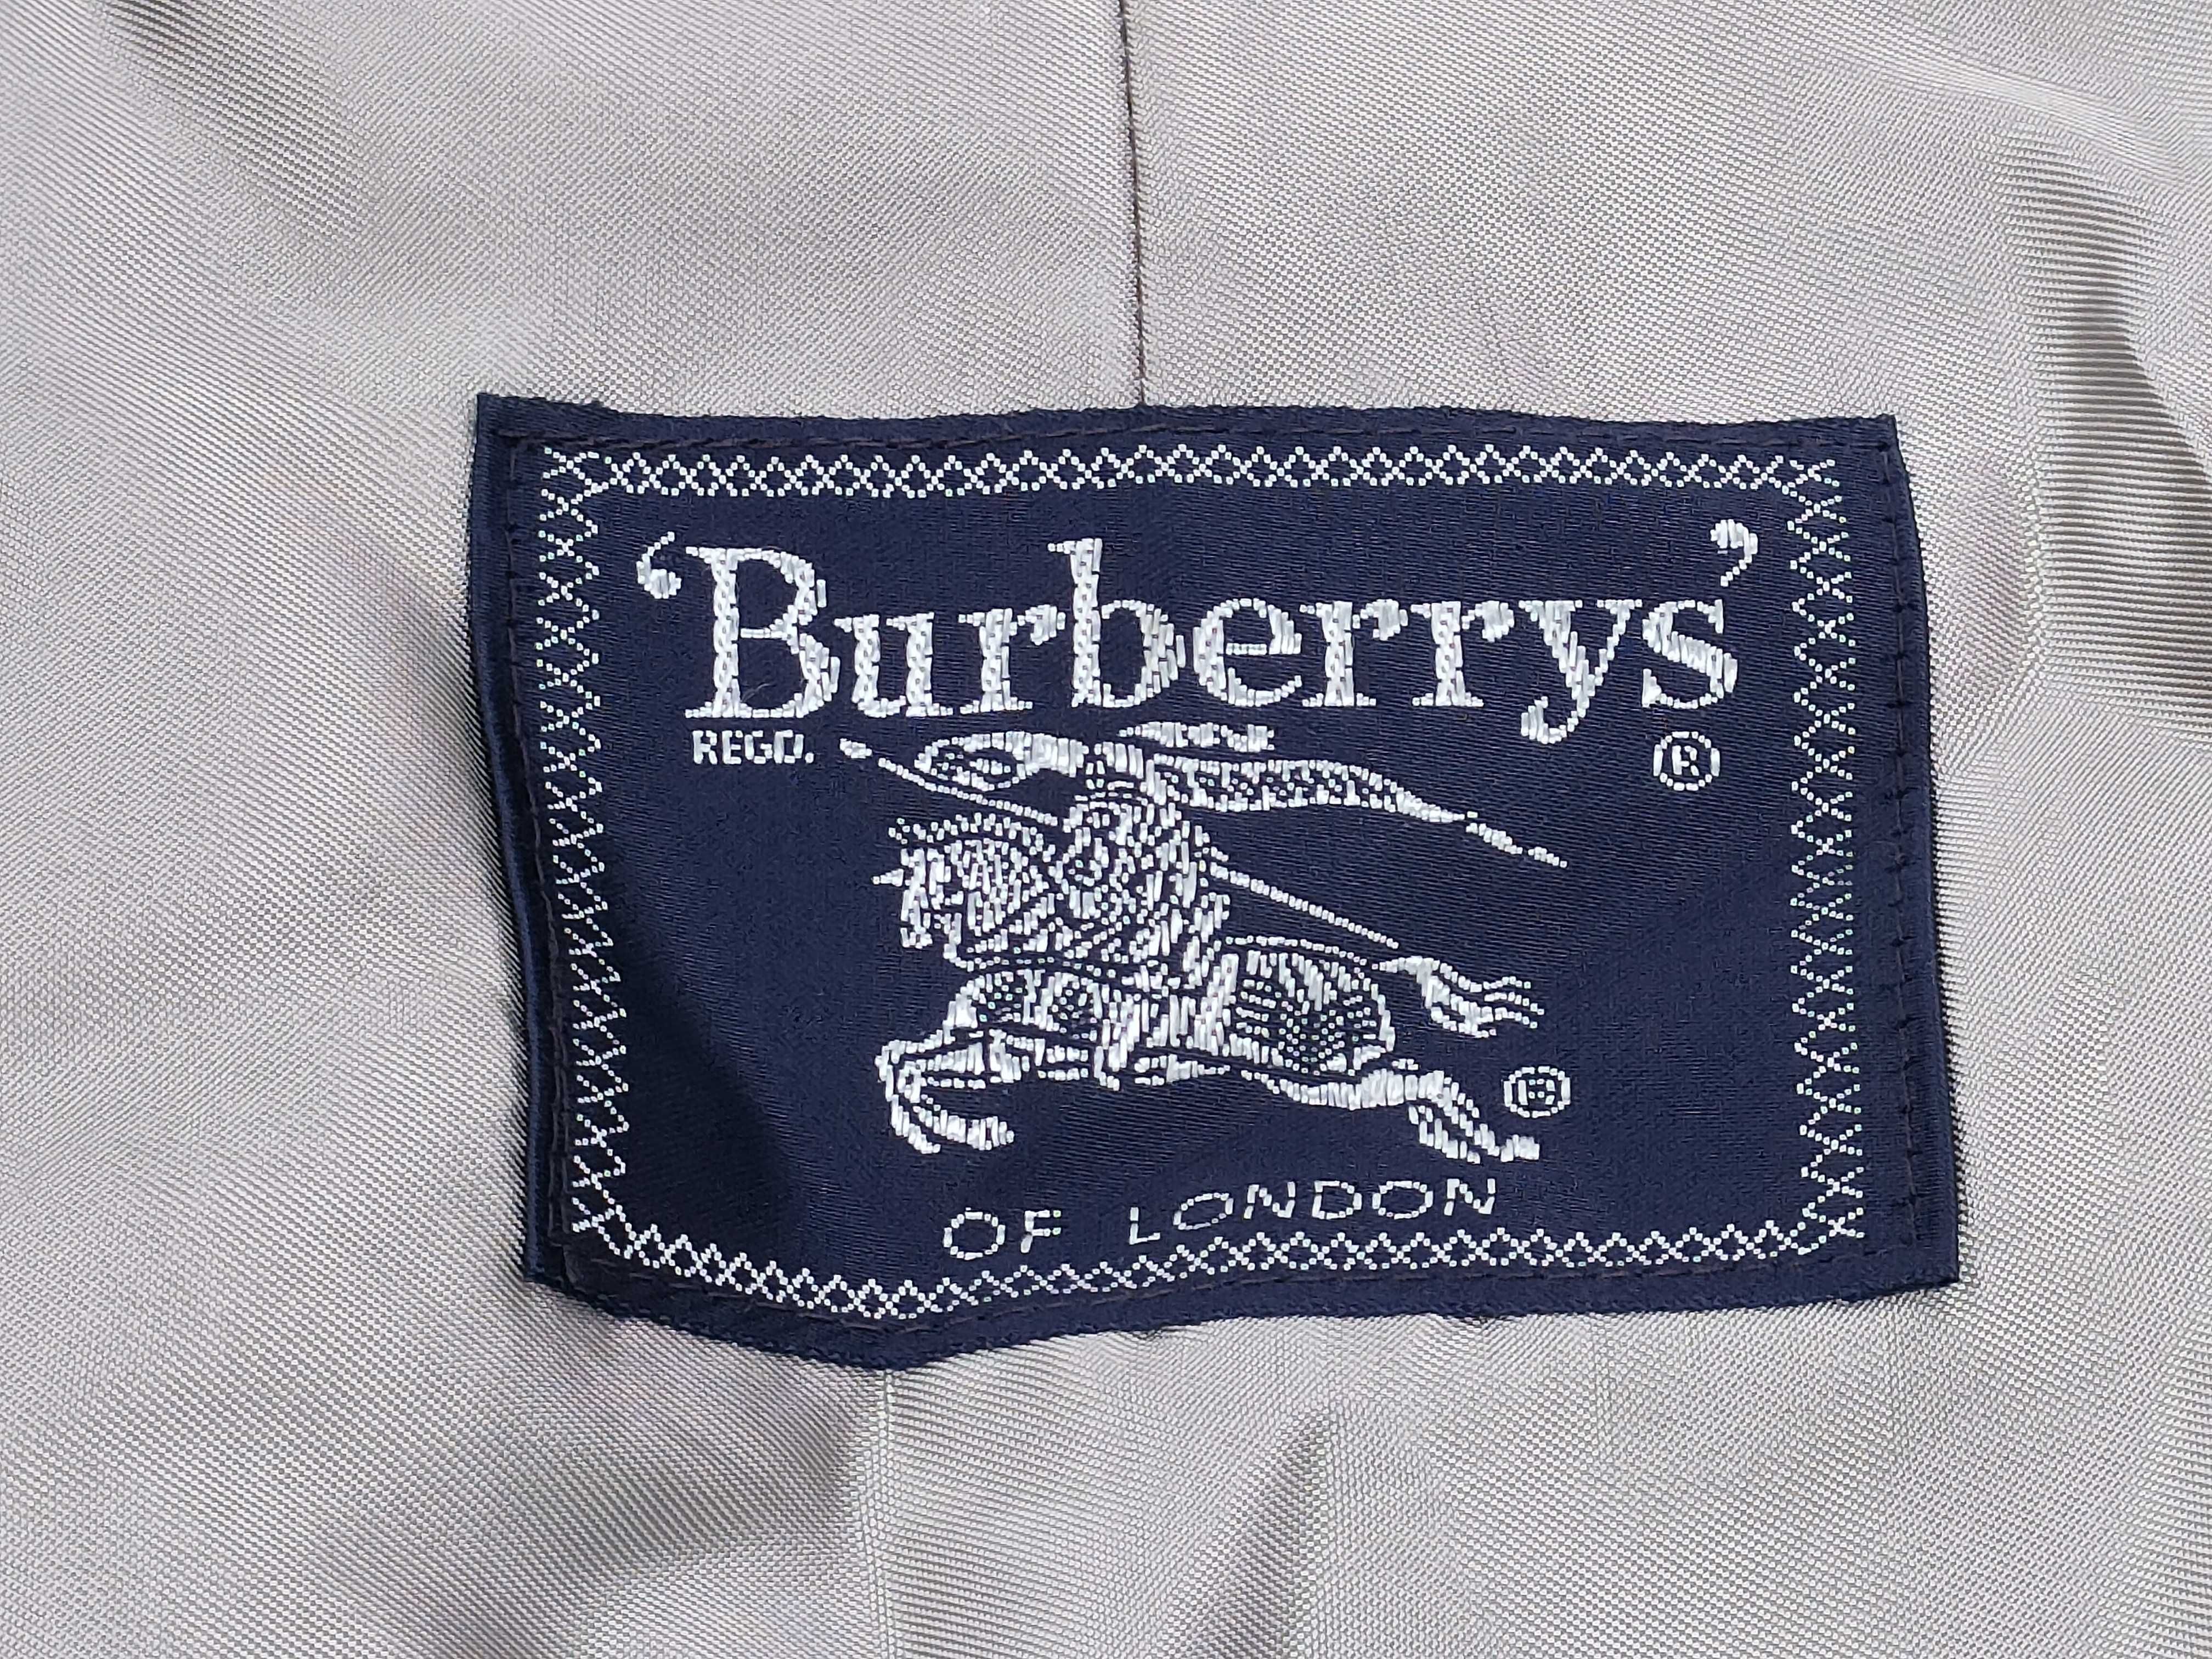 ‘Burberrys’
REGD. ®
®
OF LONDON